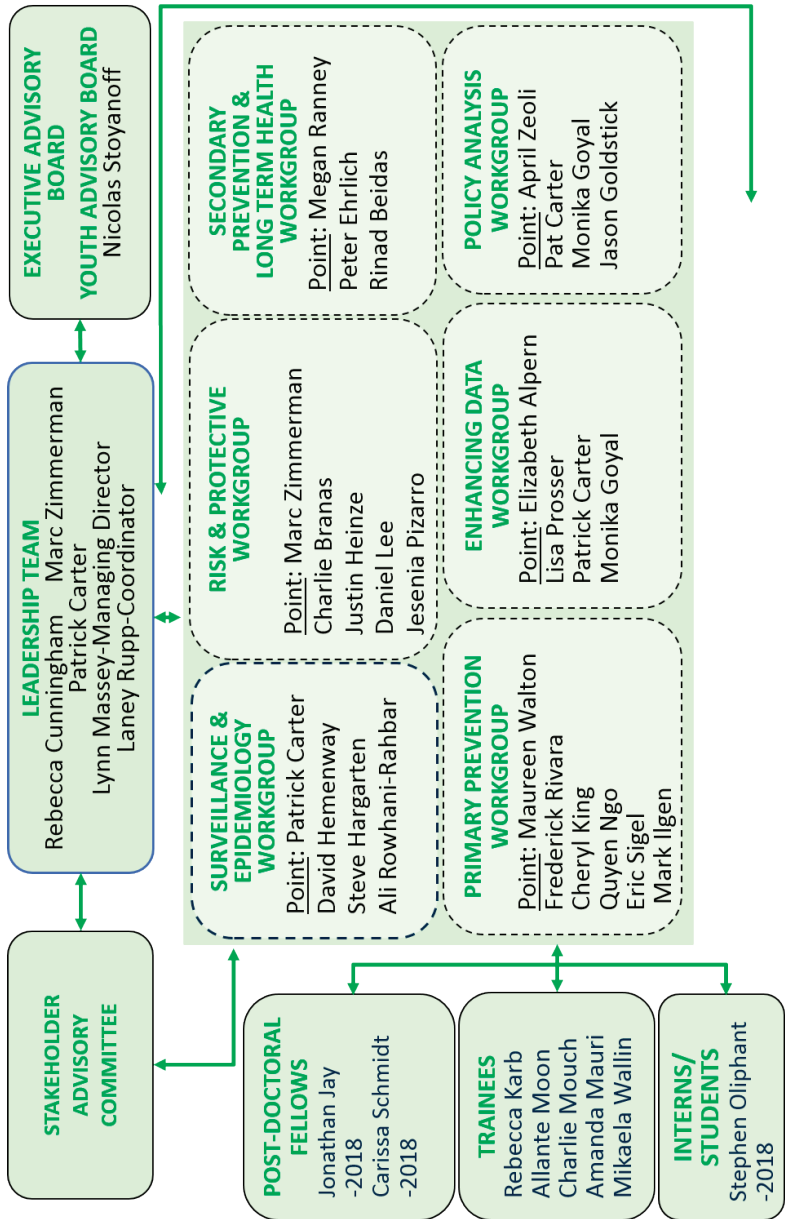 STAKEHOLDER
ADVISORY
COMMITTEE
LEADERSHIP TEAM
Rebecca Cunningham Marc Zimmerman
Patrick Carter
Lynn Massey-Managing Director
Laney Rupp-Coordinator
EXECUTIVE ADVISORY
BOARD
YOUTH ADVISORY BOARD
Nicolas Stoyanoff
SURVEILLANCE &
EPIDEMIOLOGY
WORKGROUP
Point: Patrick Carter
David Hemenway
Steve Hargarten
Ali Rowhani-Rahbar
RISK & PROTECTIVE
WORKGROUP
Point: Marc Zimmerman
Charlie Branas
Justin Heinze
Daniel Lee
Jesenia Pizarro
SECONDARY
PREVENTION &
LONG TERM HEALTH
WORKGROUP
Point: Megan Ranney
Peter Ehrlich
Rinad Beidas
PRIMARY PREVENTION
WORKGROUP
Point: Maureen Walton
Frederick Rivara
Cheryl King
Quyen Ngo
Eric Sigel
Mark Ilgen
ENHANCING DATA
WORKGROUP
Point: Elizabeth Alpern
Lisa Prosser
Patrick Carter
Monika Goyal
POLICY ANALYSIS
WORKGROUP
Point: April Zeoli
Pat Carter
Monika Goyal
Jason Goldstick
POST-DOCTORAL
FELLOWS
Jonathan Jay
-2018
Carissa Schmidt
-2018
TRAINEES
Rebecca Karb
Allante Moon
Charlie Mouch
Amanda Mauri
Mikaela Wallin
INTERNS/
STUDENTS
Stephen Oliphant
-2018